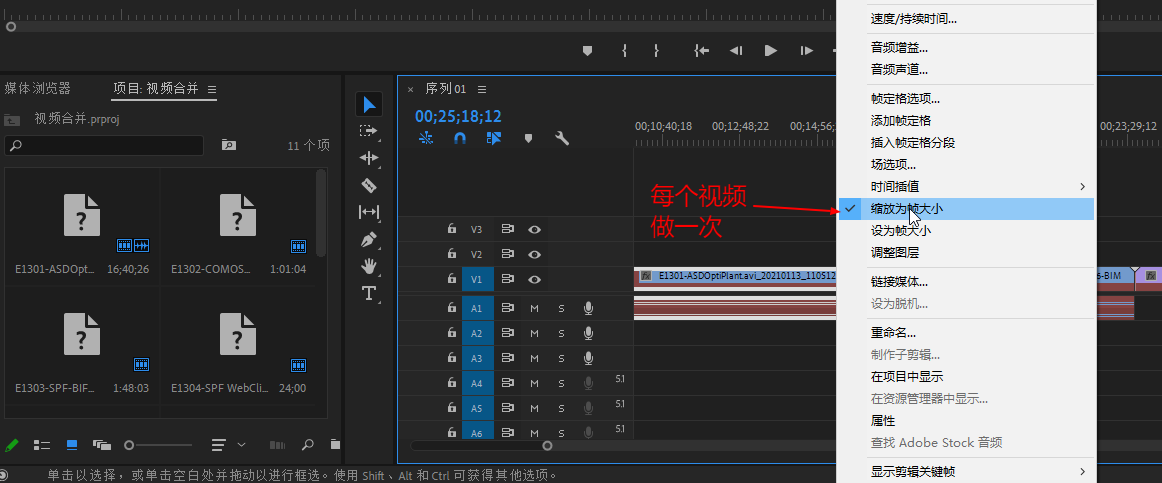 媒体浏览器
项目: 视频合并
视频合并.prproj
11 个项
E1301-ASDOpt... 16;40;26
E1302-COMOS... 1:01:04
E1303-SPF-BIF... 1:48:03
E1304-SPF WebCli... 24;00
× 序列 01
00;25;18;12
00;10;40;18
00;12;48;22
00;14;56;
00;23;29;12
每个视频
做一次
V3
V2
V1
fx E1301-ASDOptiPlant.avi_20210113_110512
6-BIM
fx
A1 M S
A2 M S
A3 M S
A4 M S 5.1
A5 M S 5.1
A6 M S 5.1
速度/持续时间...
音频增益...
音频声道...
帧定格选项...
添加帧定格
插入帧定格分段
场选项...
时间插值
缩放为帧大小
设为帧大小
调整图层
链接媒体...
设为脱机...
重命名...
制作子剪辑...
在项目中显示
在资源管理器中显示...
属性
查找 Adobe Stock 音频
显示剪辑关键帧
单击以选择，或单击空白处并拖动以进行框选。使用 Shift、Alt 和 Ctrl 可获得其他选项。